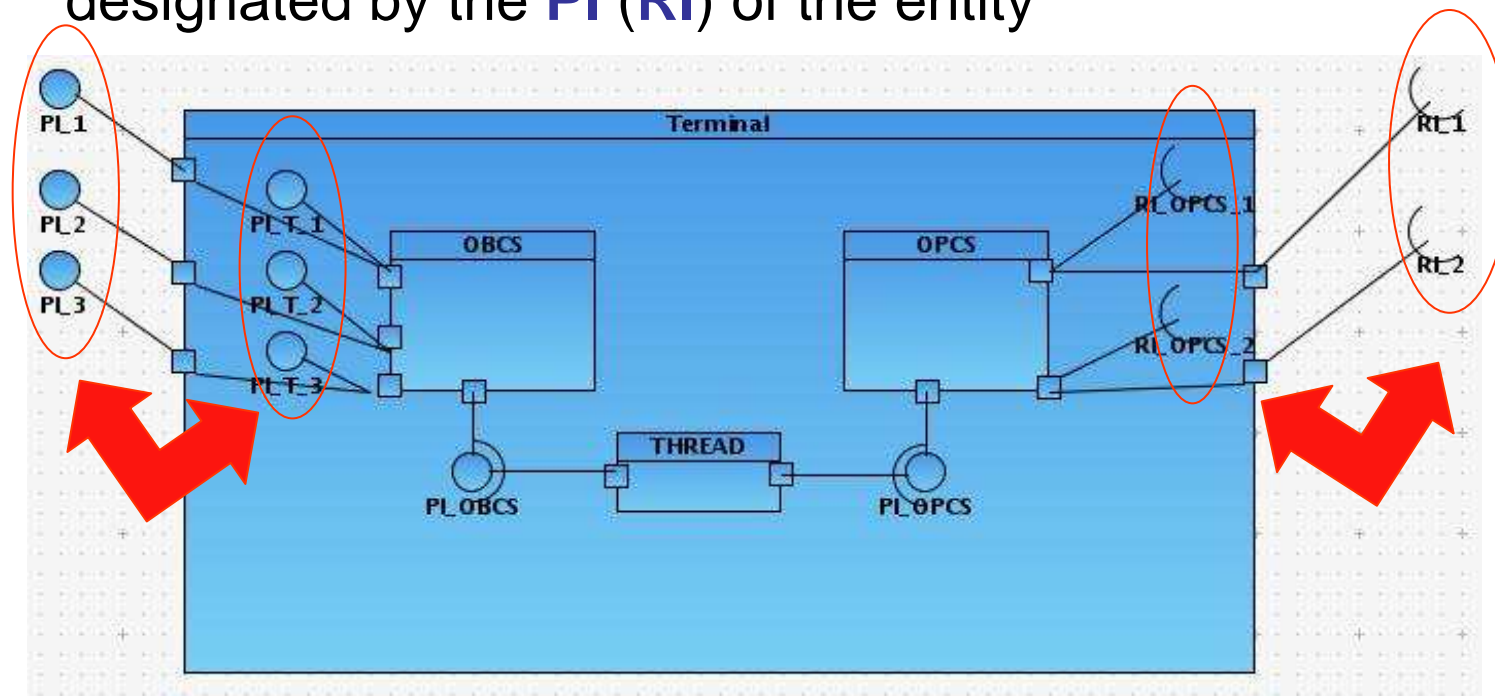 designated by the PI (RI) of the entity
PI_1
Terminal
RI_1
PI_2
PI_T_1
RI_OPCS_1
OBCS
OPCS
RI_2
PI_3
PI_T_2
RI_OPCS_2
PI_T_3
THREAD
PI_OBCS
PI_OPCS